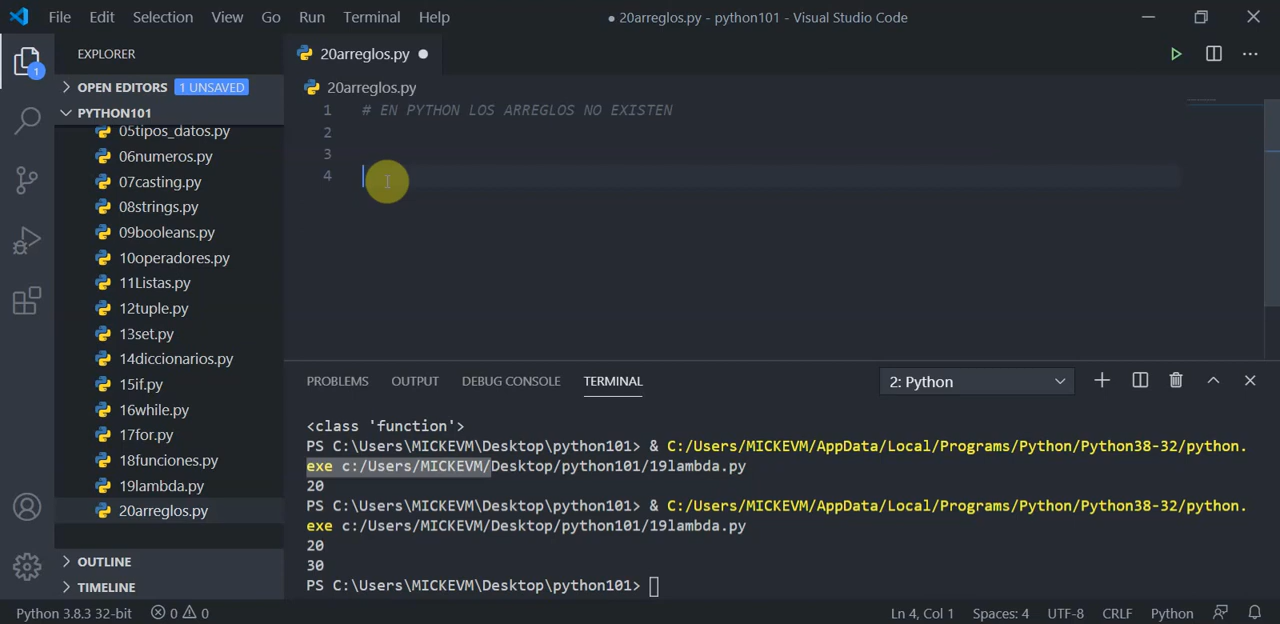 File Edit Selection View Go Run Terminal Help ● 20arreglos.py - python101 - Visual Studio Code
EXPLORER
OPEN EDITORS 1 UNSAVED
PYTHON101
05tipos_datos.py
06numeros.py
07casting.py
08strings.py
09booleans.py
10operadores.py
11Listas.py
12tuple.py
13set.py
14diccionarios.py
15if.py
16while.py
17for.py
18funciones.py
19lambda.py
20arreglos.py
OUTLINE
TIMELINE
1
20arreglos.py ●
20arreglos.py
1 # EN PYTHON LOS ARREGLOS NO EXISTEN
2
3
4
PROBLEMS OUTPUT DEBUG CONSOLE TERMINAL 2: Python
<class 'function'>
PS C:\Users\MICKEVM\Desktop\python101> & C:/Users/MICKEVM/AppData/Local/Programs/Python/Python38-32/python.
exe c:/Users/MICKEVM/Desktop/python101/19lambda.py
20
PS C:\Users\MICKEVM\Desktop\python101> & C:/Users/MICKEVM/AppData/Local/Programs/Python/Python38-32/python.
exe c:/Users/MICKEVM/Desktop/python101/19lambda.py
20
30
PS C:\Users\MICKEVM\Desktop\python101>
Python 3.8.3 32-bit 0 0 Ln 4, Col 1 Spaces: 4 UTF-8 CRLF Python